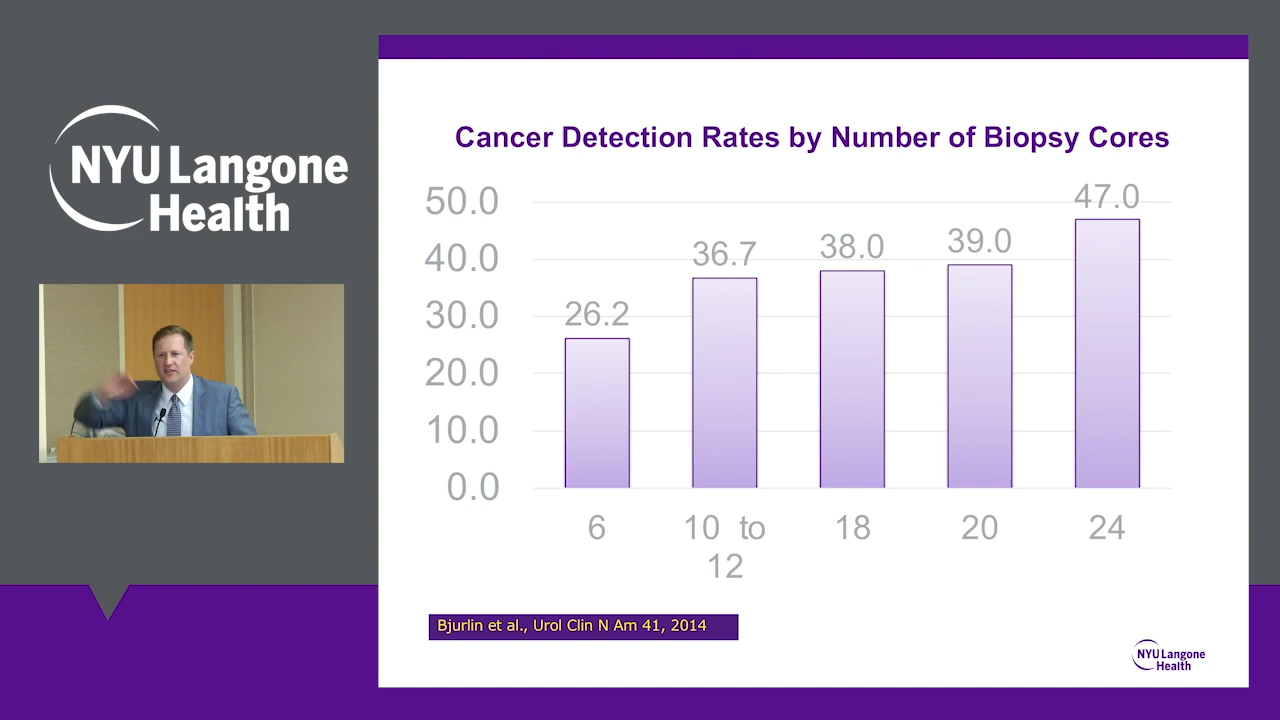 NYU Langone
Health
Cancer Detection Rates by Number of Biopsy Cores
50.0
40.0
30.0
20.0
10.0
0.0
26.2
36.7
38.0
39.0
47.0
6
10 to
12
18
20
24
Bjurlin et al., Urol Clin N Am 41, 2014
NYU Langone
Health